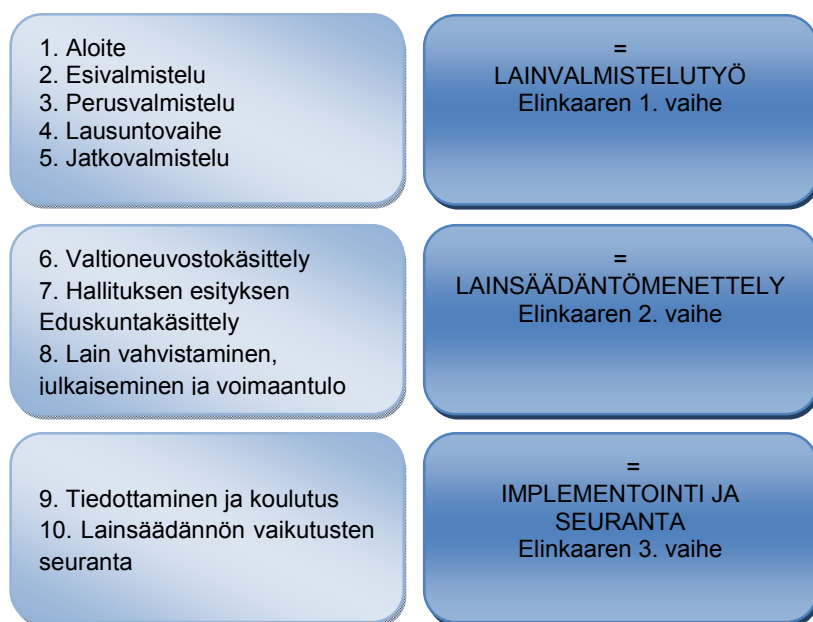 1. Aloite
2. Esivalmistelu
3. Perusvalmistelu
4. Lausuntovaihe
5. Jatkovalmistelu
=
LAINVALMISTELUTYÖ
Elinkaaren 1. vaihe
6. Valtioneuvostokäsittely
7. Hallituksen esityksen
Eduskuntakäsittely
8. Lain vahvistaminen,
julkaiseminen ja voimaantulo
=
LAINSÄÄDÄNTÖMENETTELY
Elinkaaren 2. vaihe
9. Tiedottaminen ja koulutus
10. Lainsäädännön vaikutusten
seuranta
=
IMPLEMENTOINTI JA
SEURANTA
Elinkaaren 3. vaihe